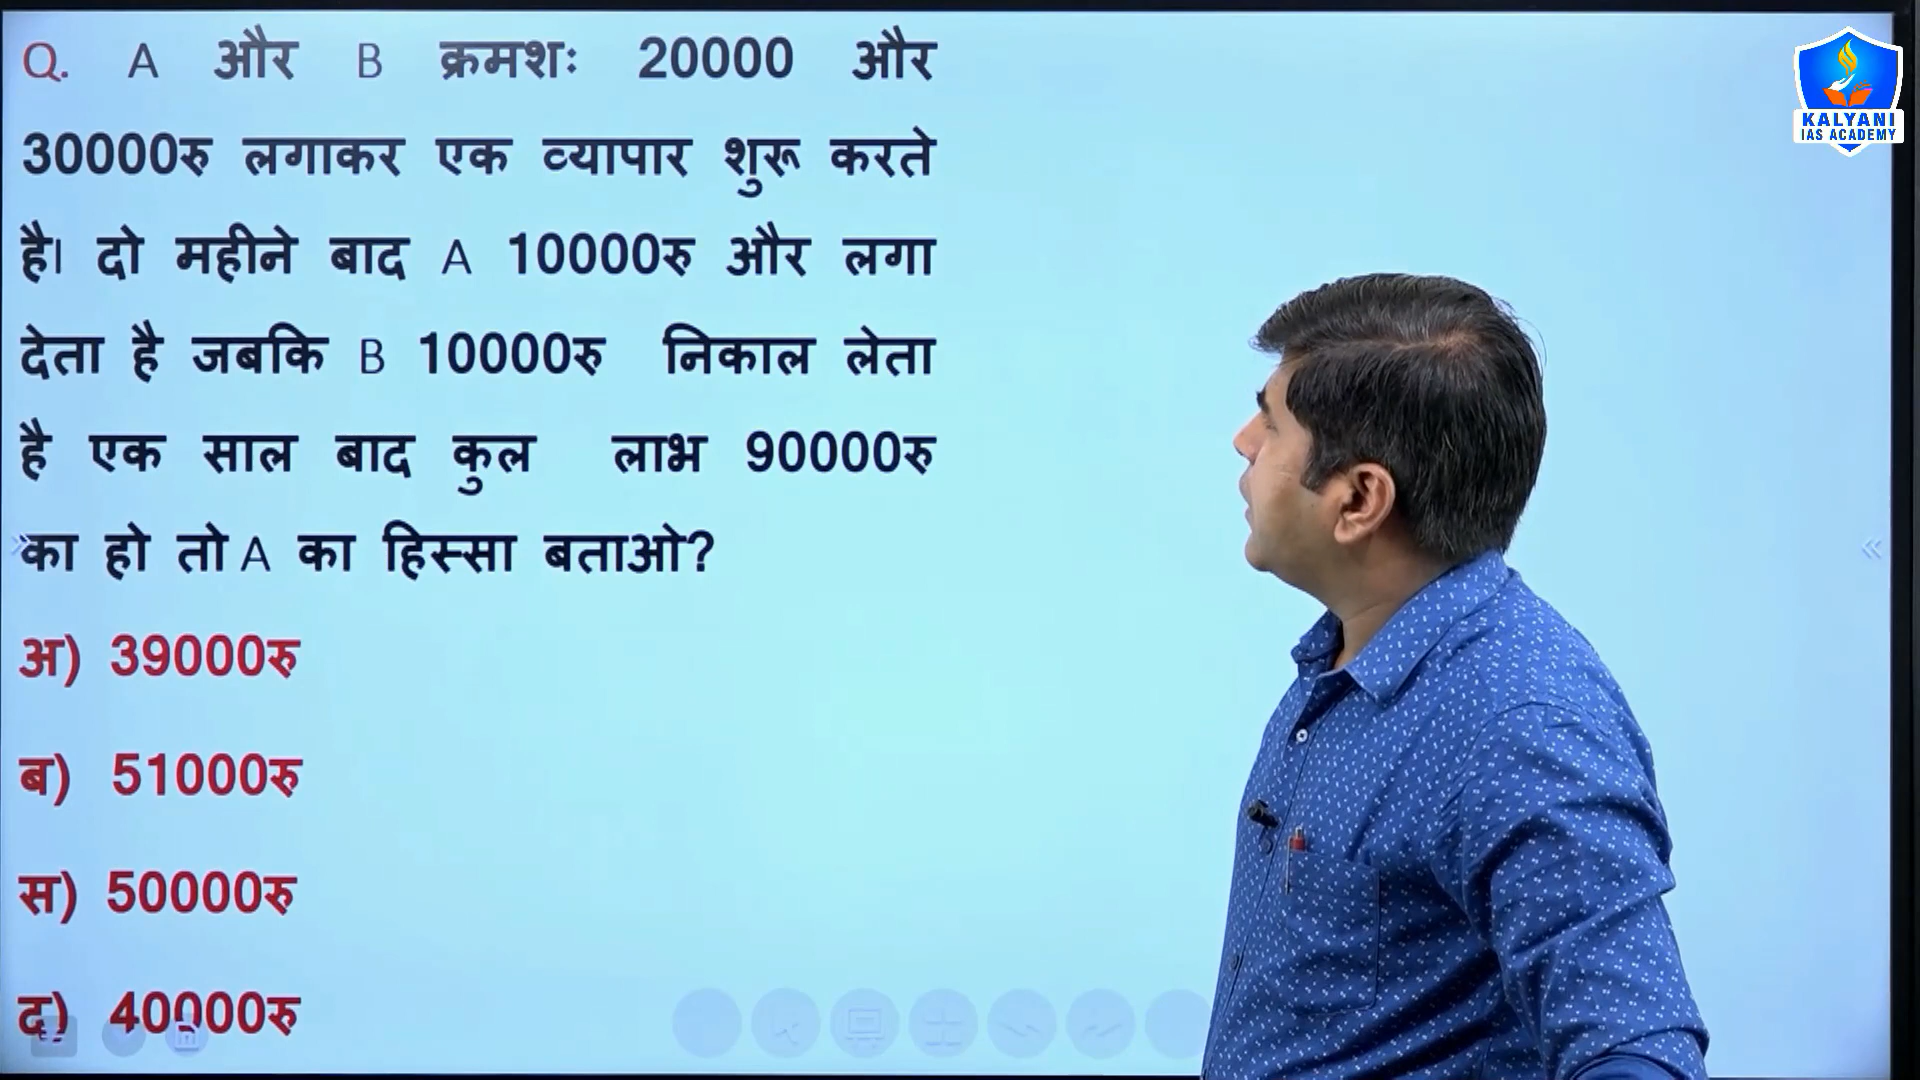 Q. A और B क्रमशः 20000 और
30000रु लगाकर एक व्यापार शुरू करते
है। दो महीने बाद A 10000रु और लगा
देता है जबकि B 10000रु निकाल लेता
है एक साल बाद कुल लाभ 90000रु
का हो तो A का हिस्सा बताओ?
अ) 39000रु
ब) 51000रु
स) 50000रु
द) 40000रु
KALYANI
IAS ACADEMY